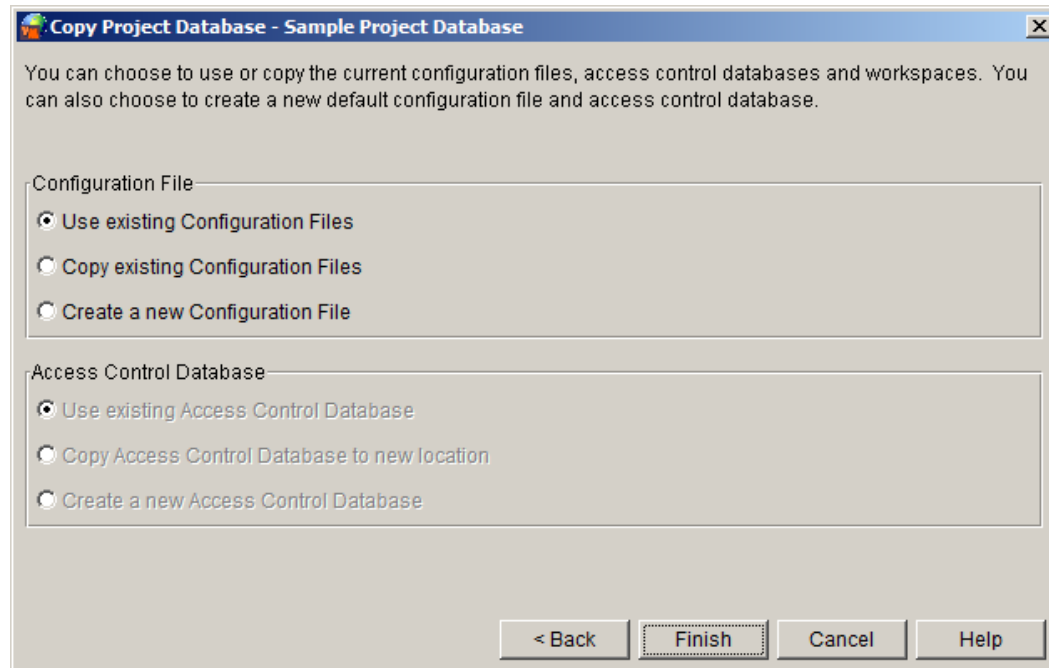 Copy Project Database - Sample Project Database
You can choose to use or copy the current configuration files, access control databases and workspaces. You
can also choose to create a new default configuration file and access control database.
Configuration File
Use existing Configuration Files
Copy existing Configuration Files
Create a new Configuration File
Access Control Database
Use existing Access Control Database
Copy Access Control Database to new location
Create a new Access Control Database
< Back Finish Cancel Help